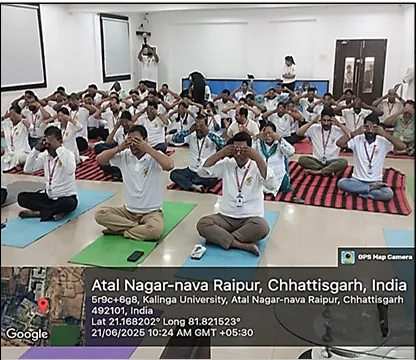 GPS Map Camera
Atal Nagar-nava Raipur, Chhattisgarh, India
5r9c+6g8, Kalinga University, Atal Nagar-nava Raipur, Chhattisgarh
492101, India
Lat 21.168202° Long 81.821523°
21/06/2025 10:24 AM GMT +05:30
Google